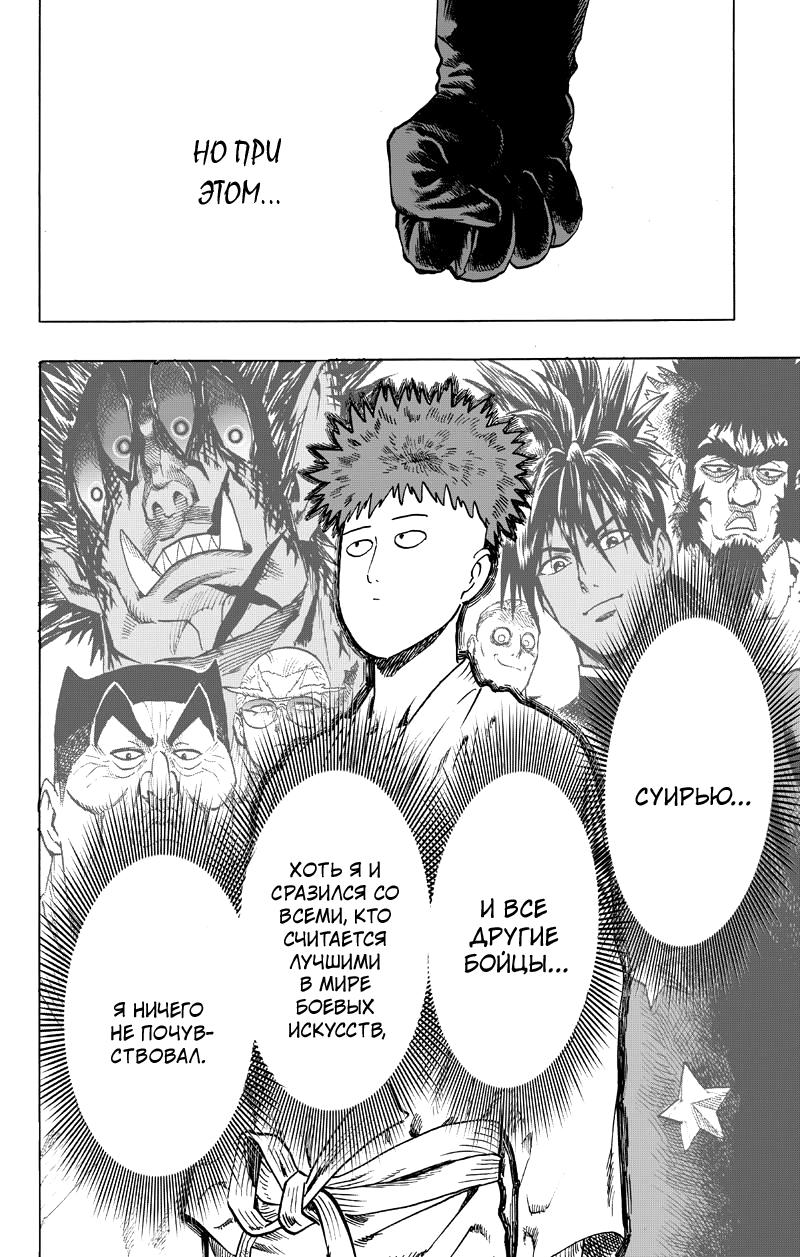 НО ПРИ
ЭТОМ...
СУИРЬЮ...
И ВСЕ
ДРУГИЕ
БОЙЦЫ...
ХОТЬ Я И
СРАЗИЛСЯ СО
ВСЕМИ, КТО
СЧИТАЕТСЯ
ЛУЧШИМИ
В МИРЕ
БОЕВЫХ
ИСКУССТВ,
Я НИЧЕГО
НЕ ПОЧУВ-
СТВОВАЛ.